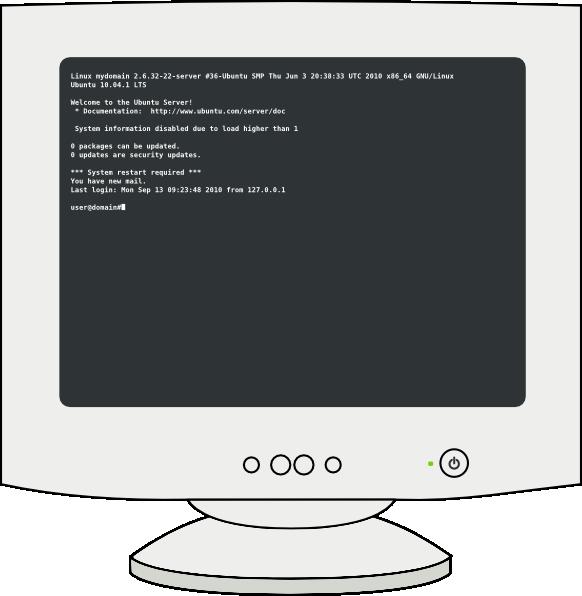 Linux mydomain 2.6.32-22-server #36-Ubuntu SMP Thu Jun 3 20:38:33 UTC 2010 x86_64 GNU/Linux
Ubuntu 10.04.1 LTS
Welcome to the Ubuntu Server!
* Documentation: http://www.ubuntu.com/server/doc
System information disabled due to load higher than 1
0 packages can be updated.
0 updates are security updates.
*** System restart required ***
You have new mail.
Last login: Mon Sep 13 09:23:48 2010 from 127.0.0.1
user@domain#